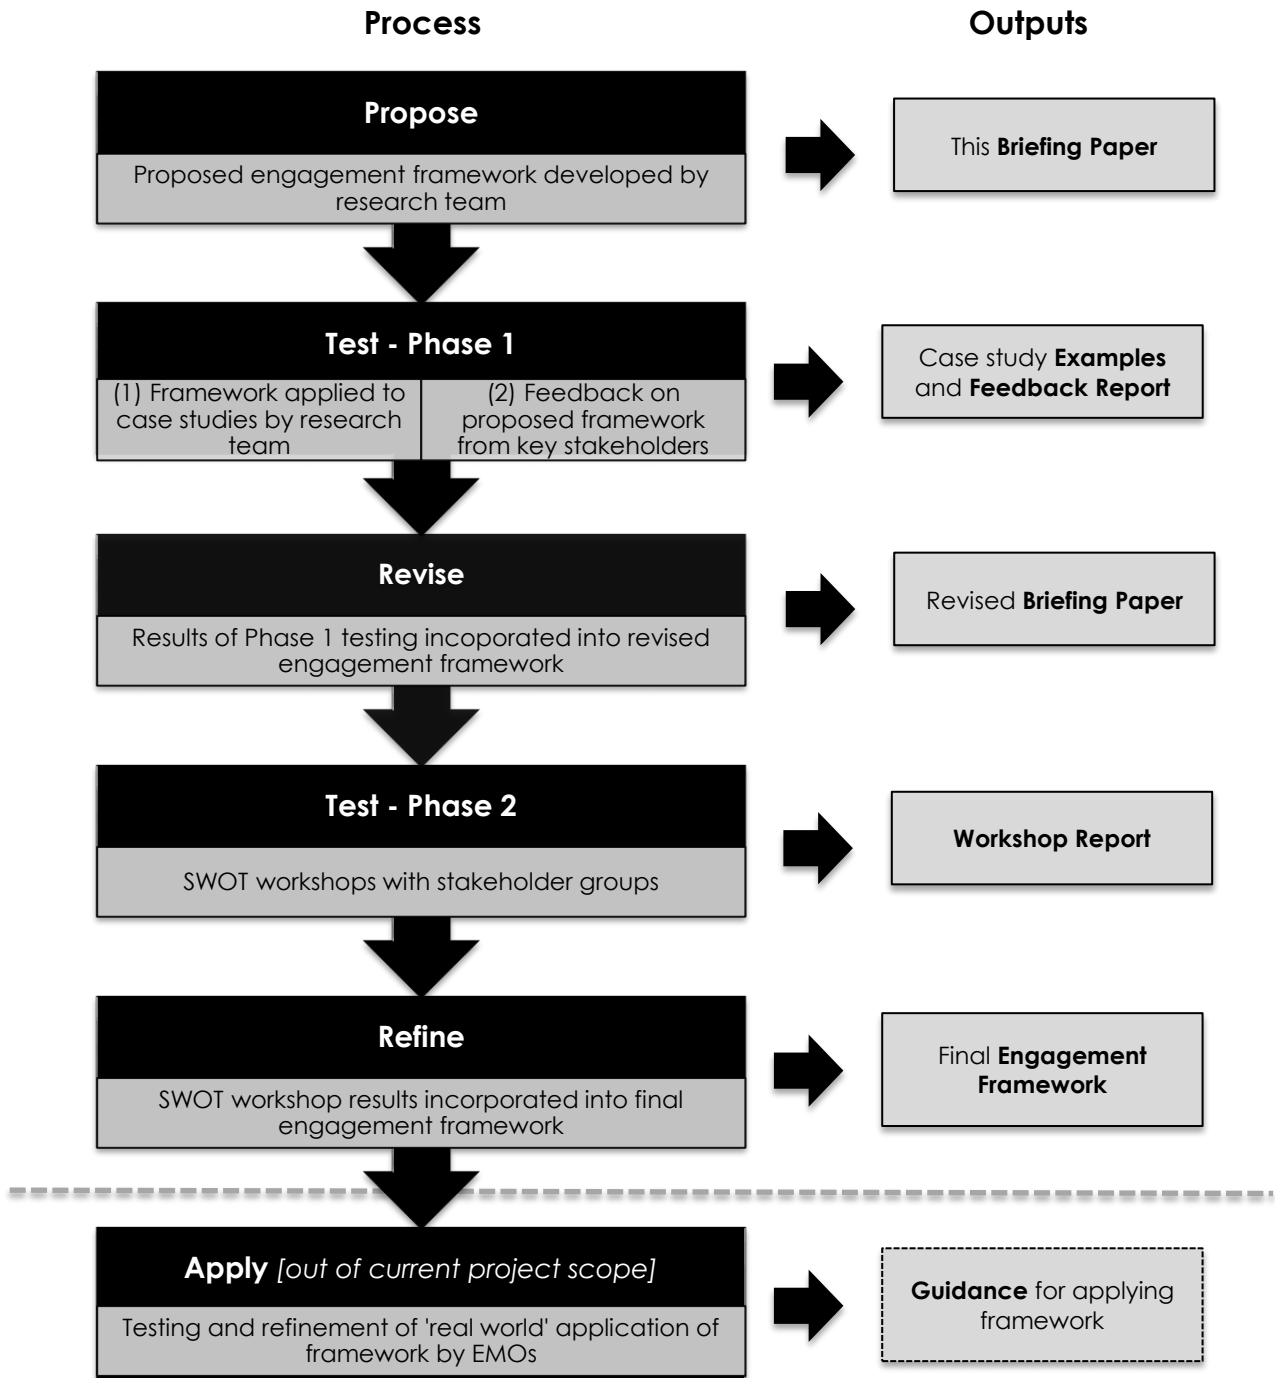 Process
Outputs
Propose
Proposed engagement framework developed by
research team
This Briefing Paper
Test - Phase 1
(1) Framework applied to
case studies by research
team
(2) Feedback on
proposed framework
from key stakeholders
Case study Examples
and Feedback Report
Revise
Results of Phase 1 testing incoporated into revised
engagement framework
Revised Briefing Paper
Test - Phase 2
SWOT workshops with stakeholder groups
Workshop Report
Refine
SWOT workshop results incorporated into final
engagement framework
Final Engagement
Framework
Apply [out of current project scope]
Testing and refinement of 'real world' application of
framework by EMOs
Guidance for applying
framework